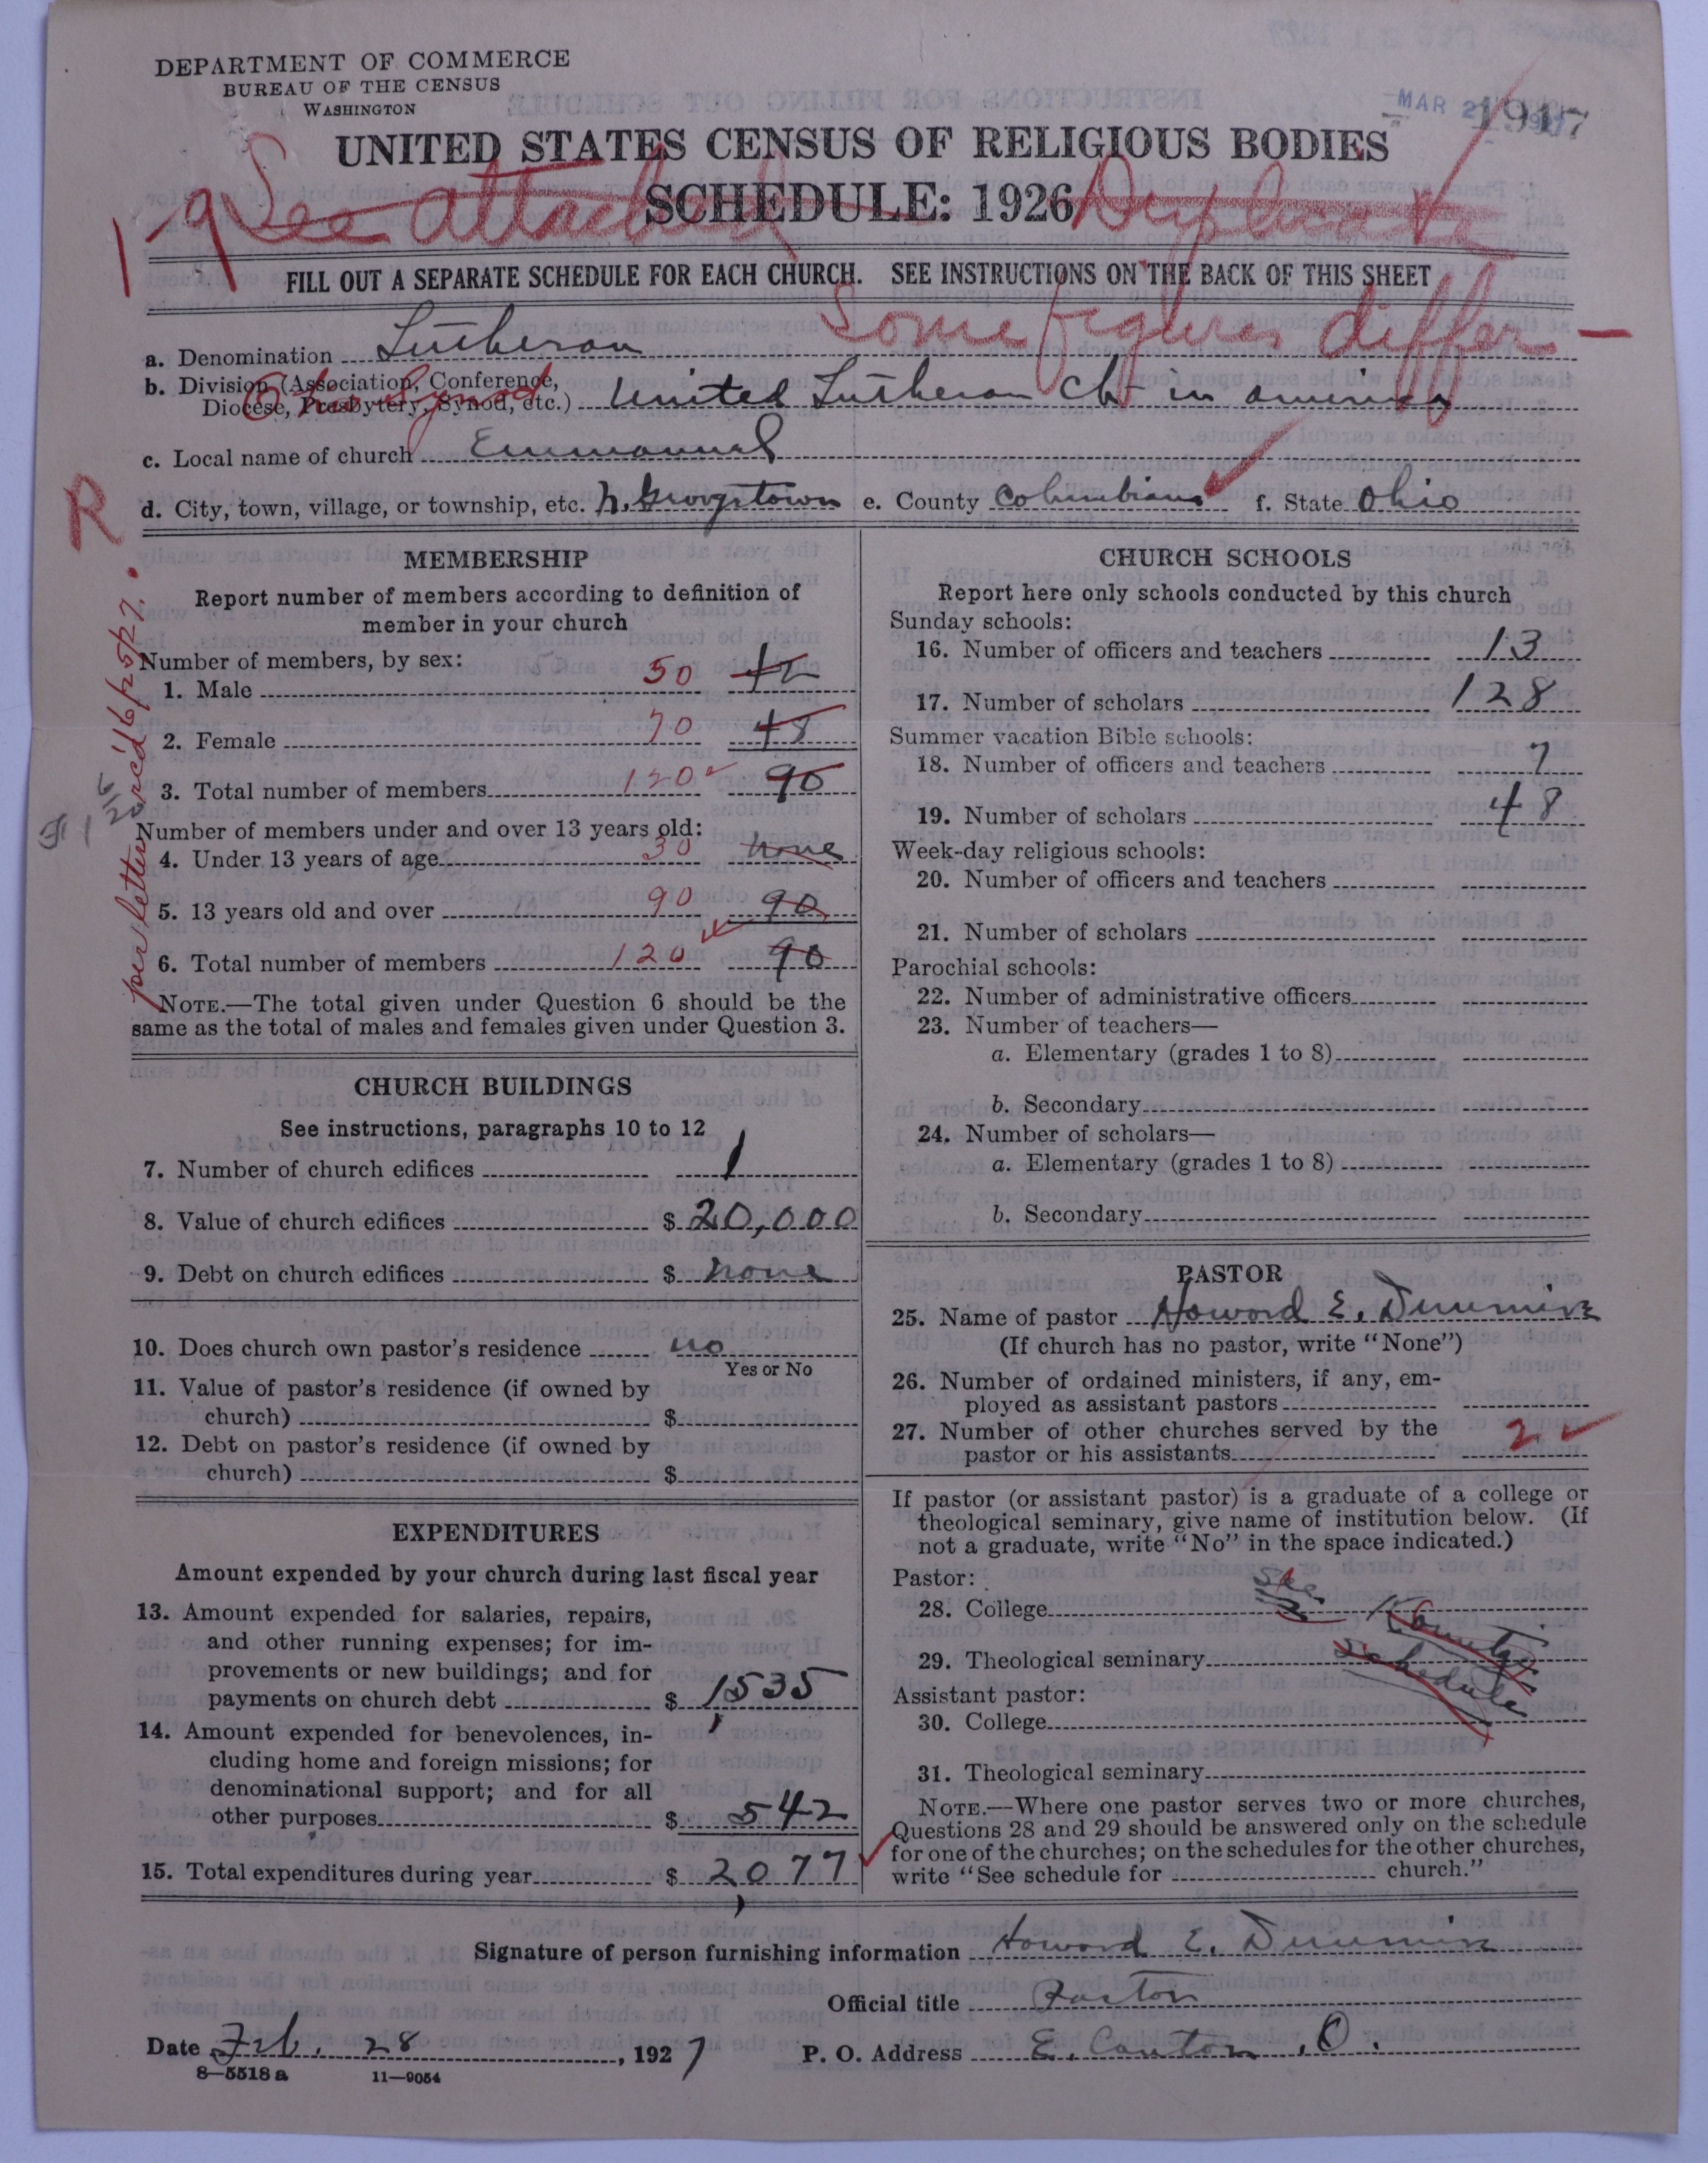 DEPARTMENT OF COMMERCE
BUREAU OF THE CENSUS
WASHINGTON
MAR 2
1917
UNITED STATES CENSUS OF RELIGIOUS BODIES
SCHEDULE: 1926
1-9 See attached Duplicate
FILL OUT A SEPARATE SCHEDULE FOR EACH CHURCH. SEE INSTRUCTIONS ON THE BACK OF THIS SHEET
Some figures differ —
a. Denomination Lutheran
b. Division (Association, Conference,
Diocese, Presbytery, Synod, etc.) United Lutheran Ch in america
Ohio Synod
c. Local name of church Emmanuel
d. City, town, village, or township, etc. N. Georgetown e. County Columbiana f. State Ohio
R
per letter rec'd 6/25/27.
MEMBERSHIP
Report number of members according to definition of
member in your church
Number of members, by sex:
1. Male 50 42
2. Female 70 48
3. Total number of members 120 90
Number of members under and over 13 years old:
4. Under 13 years of age 30 none
5. 13 years old and over 90 90
6. Total number of members 120 90
NOTE.—The total given under Question 6 should be the
same as the total of males and females given under Question 3.
CHURCH BUILDINGS
See instructions, paragraphs 10 to 12
7. Number of church edifices 1
8. Value of church edifices $ 20,000
9. Debt on church edifices $ none
10. Does church own pastor's residence no
Yes or No
11. Value of pastor's residence (if owned by
church) $
12. Debt on pastor's residence (if owned by
church) $
EXPENDITURES
Amount expended by your church during last fiscal year
13. Amount expended for salaries, repairs,
and other running expenses; for im-
provements or new buildings; and for
payments on church debt $ 1,535
14. Amount expended for benevolences, in-
cluding home and foreign missions; for
denominational support; and for all
other purposes $ 542
15. Total expenditures during year $ 2,077
CHURCH SCHOOLS
Report here only schools conducted by this church
Sunday schools:
16. Number of officers and teachers 13
17. Number of scholars 128
Summer vacation Bible schools:
18. Number of officers and teachers 7
19. Number of scholars 48
Week-day religious schools:
20. Number of officers and teachers
21. Number of scholars
Parochial schools:
22. Number of administrative officers
23. Number of teachers—
a. Elementary (grades 1 to 8)
b. Secondary
24. Number of scholars—
a. Elementary (grades 1 to 8)
b. Secondary
PASTOR
25. Name of pastor Howard E.
(If church has no pastor, write "None")
26. Number of ordained ministers, if any, em-
ployed as assistant pastors
27. Number of other churches served by the
pastor or his assistants 2
If pastor (or assistant pastor) is a graduate of a college or
theological seminary, give name of institution below. (If
not a graduate, write "No" in the space indicated.)
Pastor:
28. College See
29. Theological seminary schedule
Assistant pastor:
30. College
31. Theological seminary
NOTE.—Where one pastor serves two or more churches,
Questions 28 and 29 should be answered only on the schedule
for one of the churches; on the schedules for the other churches,
write "See schedule for church."
Signature of person furnishing information Howard E.
Official title Pastor
Date Feb. 28, 1927 P. O. Address E. Canton, O.
8—5518a 11—9054